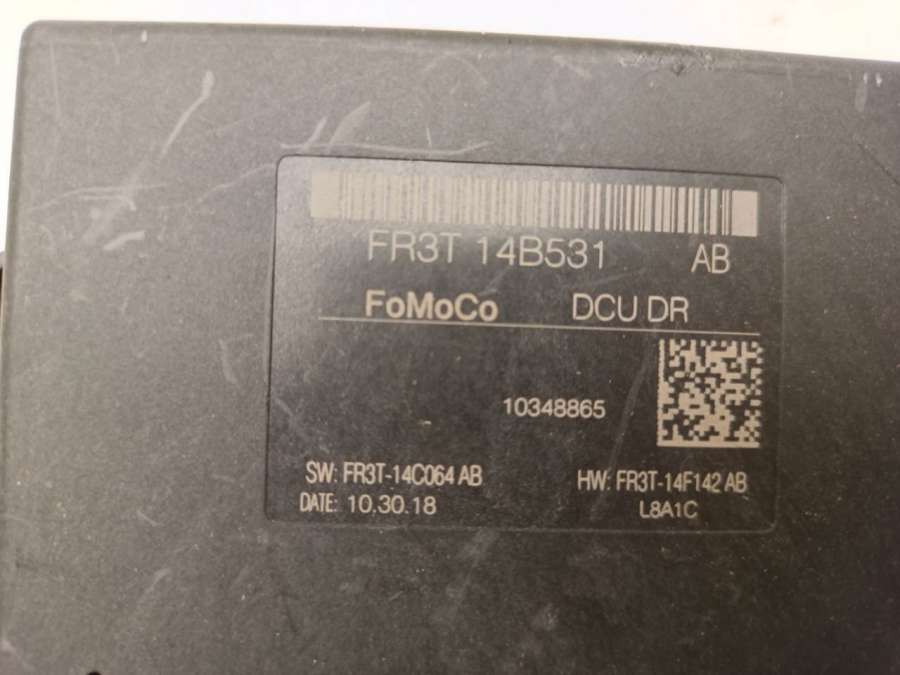 FR3T 14B531 AB
FoMoCo DCU DR
10348865
SW: FR3T-14C064 AB HW: FR3T-14F142 AB
DATE: 10.30.18 L8A1C